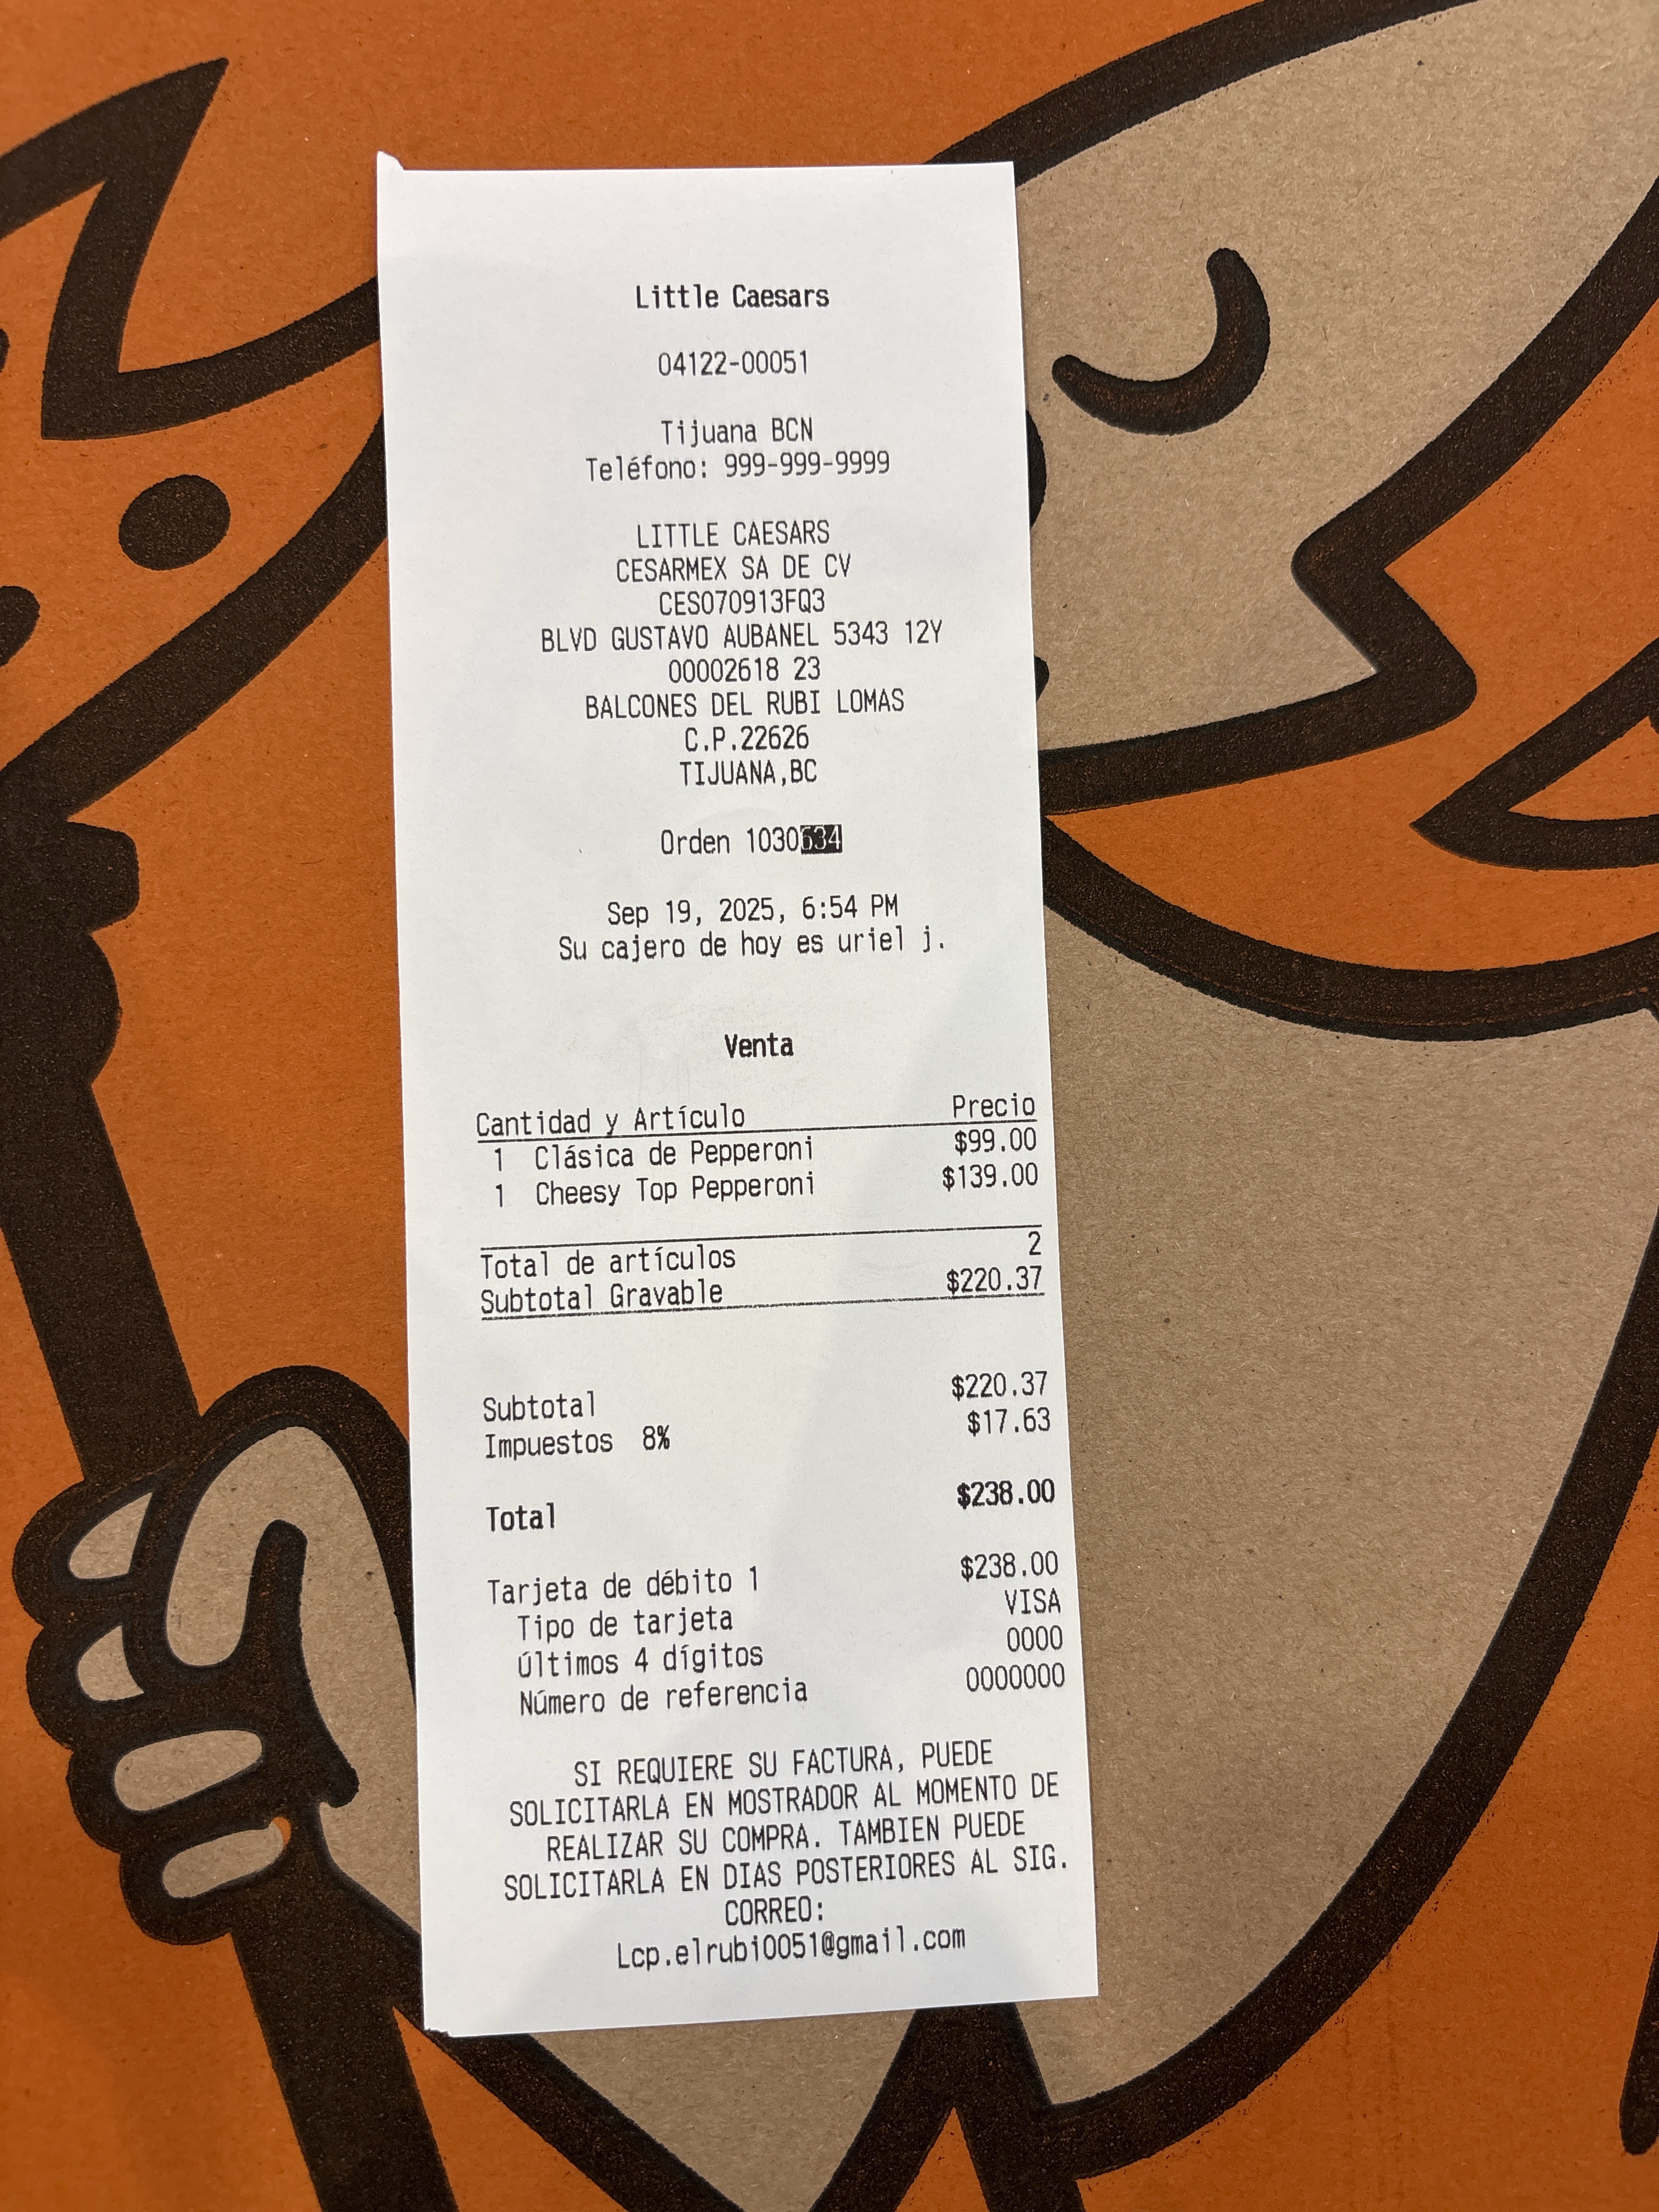 Little Caesars
04122-00051
Tijuana BCN
Teléfono: 999-999-9999
LITTLE CAESARS
CESARMEX SA DE CV
CES070913FQ3
BLVD GUSTAVO AUBANEL 5343 12Y
00002618 23
BALCONES DEL RUBI LOMAS
C.P.22626
TIJUANA,BC
Orden 1030634
Sep 19, 2025, 6:54 PM
Su cajero de hoy es uriel j.
Venta
Cantidad y Artículo Precio
1 Clásica de Pepperoni $99.00
1 Cheesy Top Pepperoni $139.00
Total de artículos 2
Subtotal Gravable $220.37
Subtotal $220.37
Impuestos 8% $17.63
Total $238.00
Tarjeta de débito 1 $238.00
Tipo de tarjeta VISA
Últimos 4 dígitos 0000
Número de referencia 0000000
SI REQUIERE SU FACTURA, PUEDE
SOLICITARLA EN MOSTRADOR AL MOMENTO DE
REALIZAR SU COMPRA. TAMBIEN PUEDE
SOLICITARLA EN DIAS POSTERIORES AL SIG.
CORREO:
Lcp.elrubi0051@gmail.com